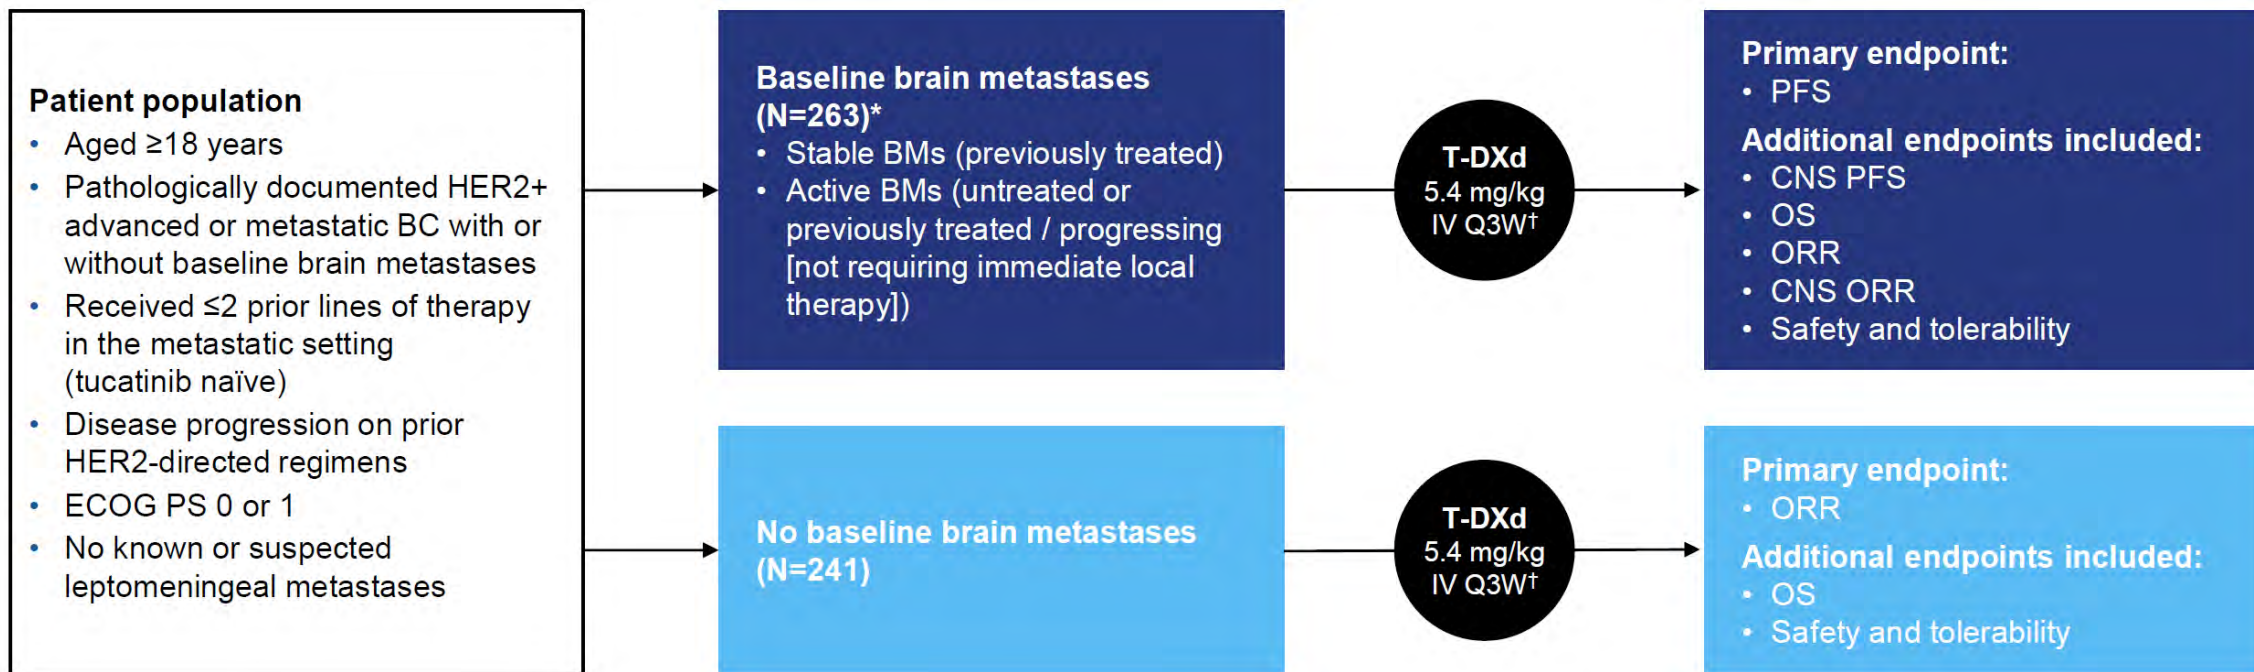 Patient population
• Aged ≥18 years
• Pathologically documented HER2+
advanced or metastatic BC with or
without baseline brain metastases
• Received ≤2 prior lines of therapy
in the metastatic setting
(tucatinib naïve)
• Disease progression on prior
HER2-directed regimens
• ECOG PS 0 or 1
• No known or suspected
leptomeningeal metastases
Baseline brain metastases
(N=263)*
• Stable BMs (previously treated)
• Active BMs (untreated or
previously treated / progressing
[not requiring immediate local
therapy])
T-DXd
5.4 mg/kg
IV Q3W†
Primary endpoint:
• PFS
Additional endpoints included:
• CNS PFS
• OS
• ORR
• CNS ORR
• Safety and tolerability
No baseline brain metastases
(N=241)
T-DXd
5.4 mg/kg
IV Q3W†
Primary endpoint:
• ORR
Additional endpoints included:
• OS
• Safety and tolerability